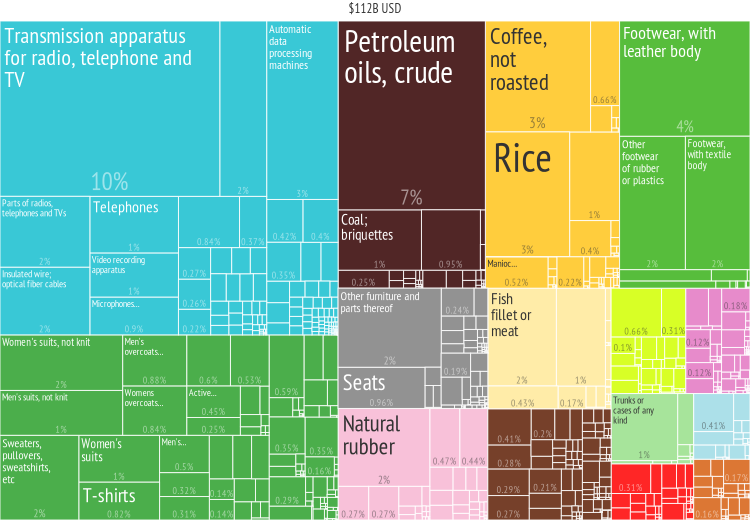 $112B USD
Transmission apparatus
for radio, telephone and
TV
10%
2%
Automatic
data
processing
machines
3%
0.42%
0.4%
0.35%
Parts of radios,
telephones and TVs
2%
Telephones
1%
0.84%
0.37%
Video recording
apparatus
1%
0.27%
Insulated wire;
optical fiber cables
2%
Microphones...
0.9%
0.26%
0.22%
Women's suits, not knit
2%
Men's
overcoats...
0.88%
0.6%
0.53%
Men's suits, not knit
1%
Womens
overcoats...
0.84%
Active...
0.45%
0.25%
0.59%
Sweaters,
pullovers,
sweatshirts,
etc
2%
Women's
suits
1%
T-shirts
0.82%
Men's...
0.5%
0.32%
0.31%
0.14%
0.14%
0.35%
0.35%
0.16%
0.29%
Petroleum
oils, crude
7%
Coal;
briquettes
1%
0.95%
0.25%
Coffee,
not
roasted
3%
0.66%
Rice
3%
1%
0.4%
Manioc...
0.52%
0.22%
Footwear, with
leather body
4%
Other
footwear
of rubber
or plastics
2%
Footwear,
with textile
body
2%
Other furniture and
parts thereof
2%
0.24%
0.19%
Seats
0.96%
Fish
fillet or
meat
2%
1%
0.43%
0.17%
0.66%
0.31%
0.1%
0.18%
0.12%
0.12%
Natural
rubber
2%
0.47%
0.44%
0.27%
0.27%
0.41%
0.2%
0.28%
0.29%
0.21%
0.27%
Trunks or
cases of any
kind
1%
0.41%
0.31%
0.17%
0.16%